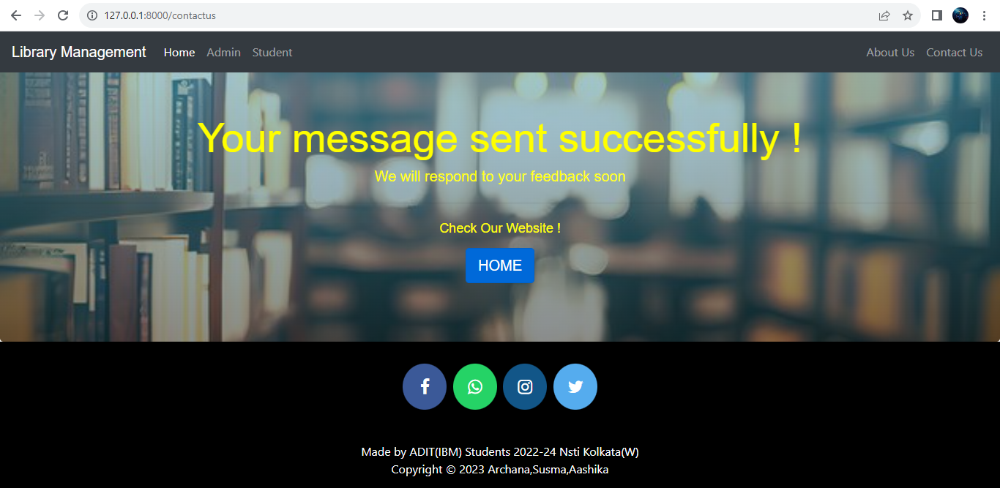 127.0.0.1:8000/contactus
Library Management Home Admin Student About Us Contact Us
Your message sent successfully !
We will respond to your feedback soon
Check Our Website !
HOME
Made by ADIT(IBM) Students 2022-24 Nsti Kolkata(W)
Copyright © 2023 Archana,Susma,Aashika